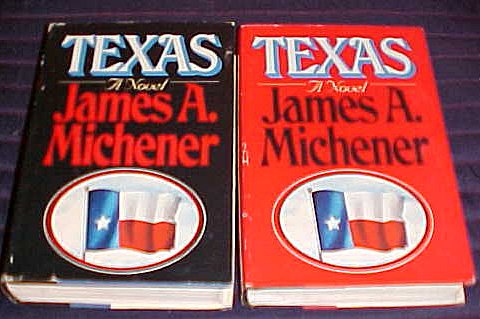 TEXAS
A Novel
James A.
Michener
TEXAS
A Novel
James A.
Michener